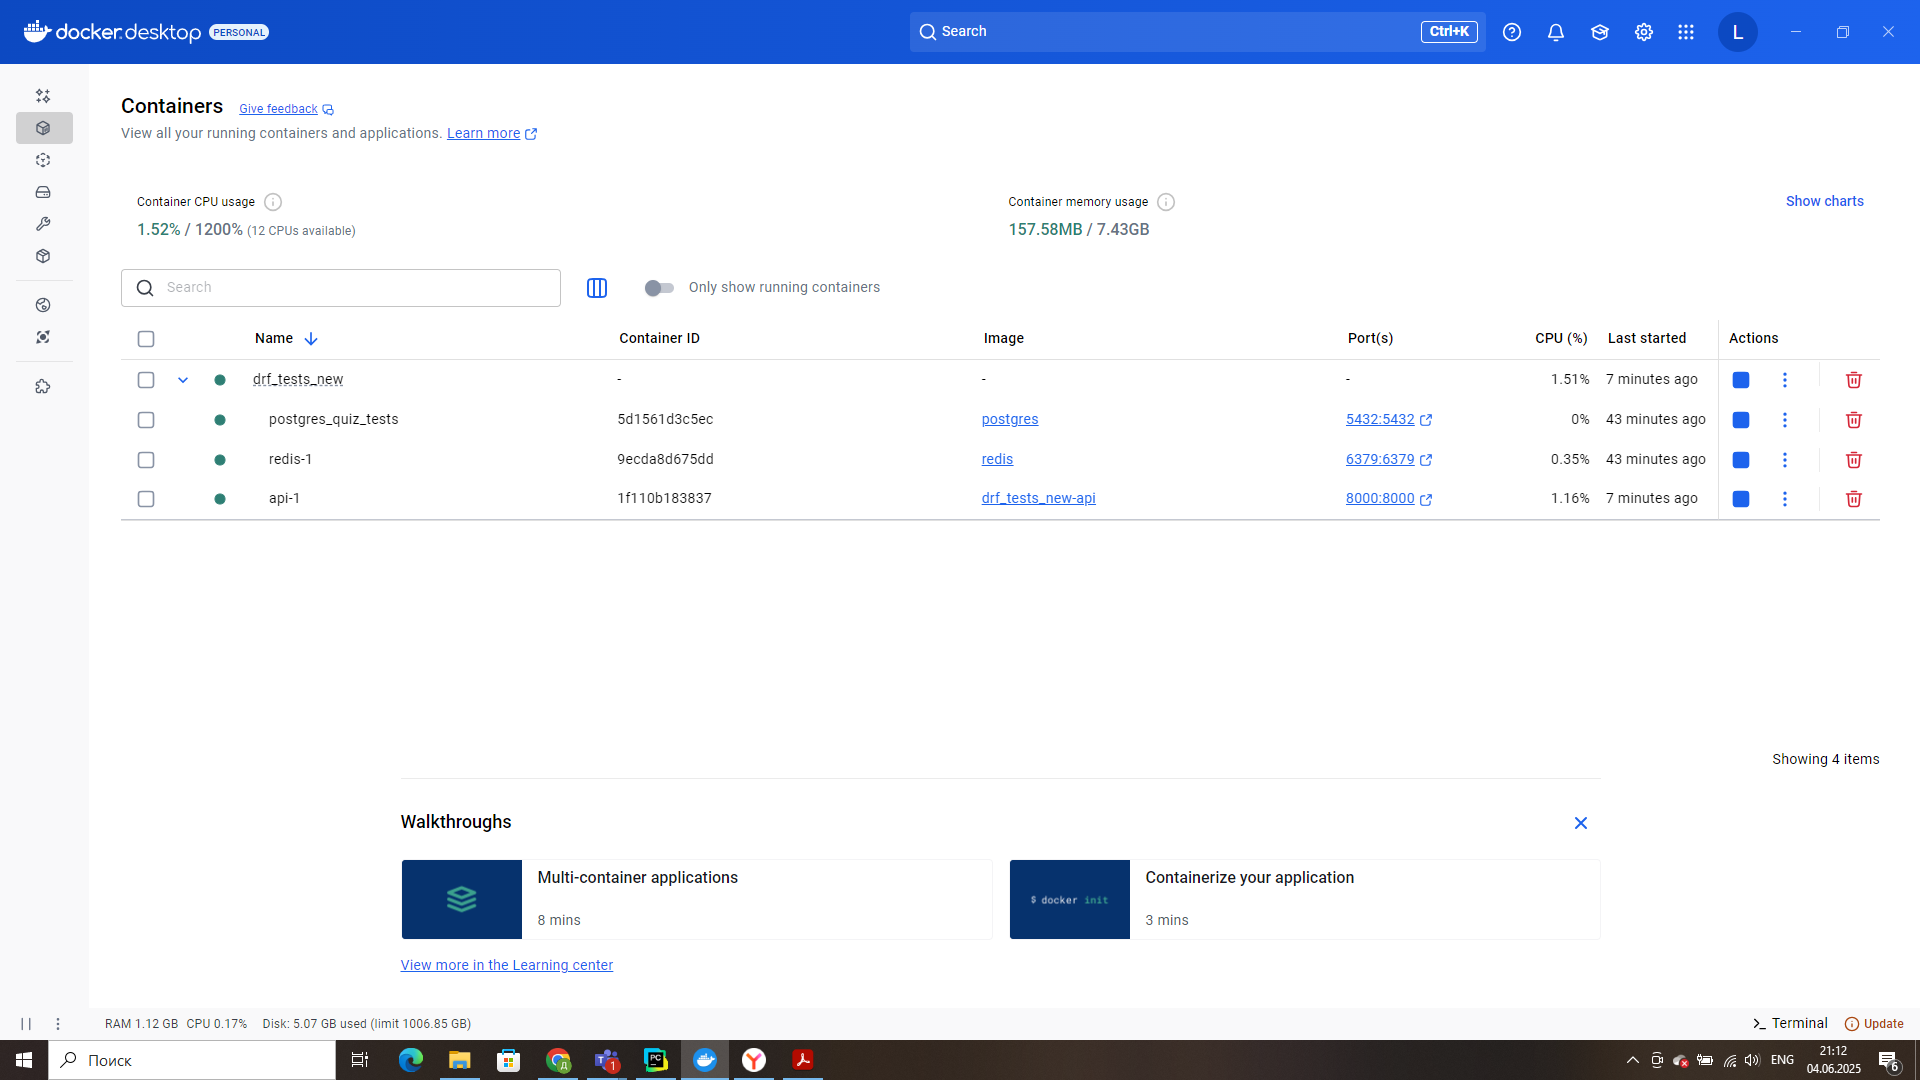 docker.desktop PERSONAL
Search Ctrl+K
L
Containers Give feedback
View all your running containers and applications. Learn more
Container CPU usage
1.52% / 1200% (12 CPUs available)
Container memory usage
157.58MB / 7.43GB
Show charts
Search
Only show running containers
Name Container ID Image Port(s) CPU (%) Last started Actions
drf_tests_new - - - 1.51% 7 minutes ago
postgres_quiz_tests 5d1561d3c5ec postgres 5432:5432 0% 43 minutes ago
redis-1 9ecda8d675dd redis 6379:6379 0.35% 43 minutes ago
api-1 1f110b183837 drf_tests_new-api 8000:8000 1.16% 7 minutes ago
Showing 4 items
Walkthroughs
Multi-container applications
8 mins
$ docker init
Containerize your application
3 mins
View more in the Learning center
RAM 1.12 GB CPU 0.17% Disk: 5.07 GB used (limit 1006.85 GB)
Terminal
Update
Поиск
Д
T
1
PC
Y
ENG
21:12
04.06.2025
6